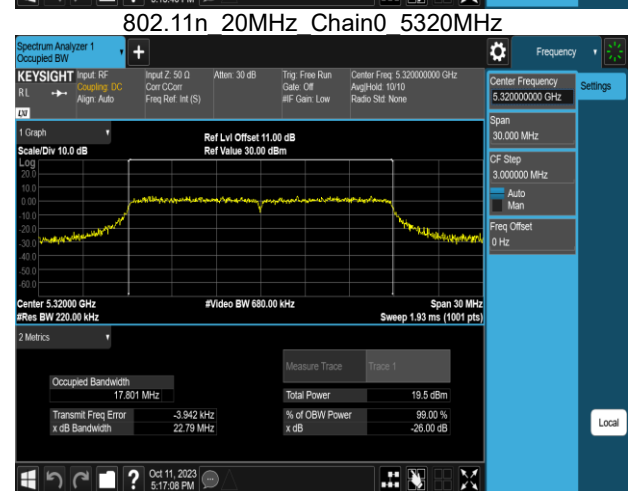 802.11n_20MHz_Chain0_5320MHz
Spectrum Analyzer 1
Occupied BW
+
Frequency
KEYSIGHT
RL
LXI
Input: RF
Coupling: DC
Align: Auto
Input Z: 50 Ω
Corr CCorr
Freq Ref: Int (S)
Atten: 30 dB
Trig: Free Run
Gate: Off
#IF Gain: Low
Center Freq: 5.320000000 GHz
Avg|Hold: 10/10
Radio Std: None
Center Frequency
5.320000000 GHz
Settings
Span
30.000 MHz
CF Step
3.000000 MHz
Auto
Man
Freq Offset
0 Hz
1 Graph
Scale/Div 10.0 dB
Ref Lvl Offset 11.00 dB
Ref Value 30.00 dBm
Log
20.0
10.0
0.00
-10.0
-20.0
-30.0
-40.0
-50.0
-60.0
Center 5.32000 GHz
#Video BW 680.00 kHz
Span 30 MHz
#Res BW 220.00 kHz
Sweep 1.93 ms (1001 pts)
2 Metrics
Measure Trace
Trace 1
Occupied Bandwidth
17.801 MHz
Total Power
19.5 dBm
Transmit Freq Error
-3.942 kHz
% of OBW Power
99.00 %
x dB Bandwidth
22.79 MHz
x dB
-26.00 dB
Local
?
Oct 11, 2023
5:17:08 PM